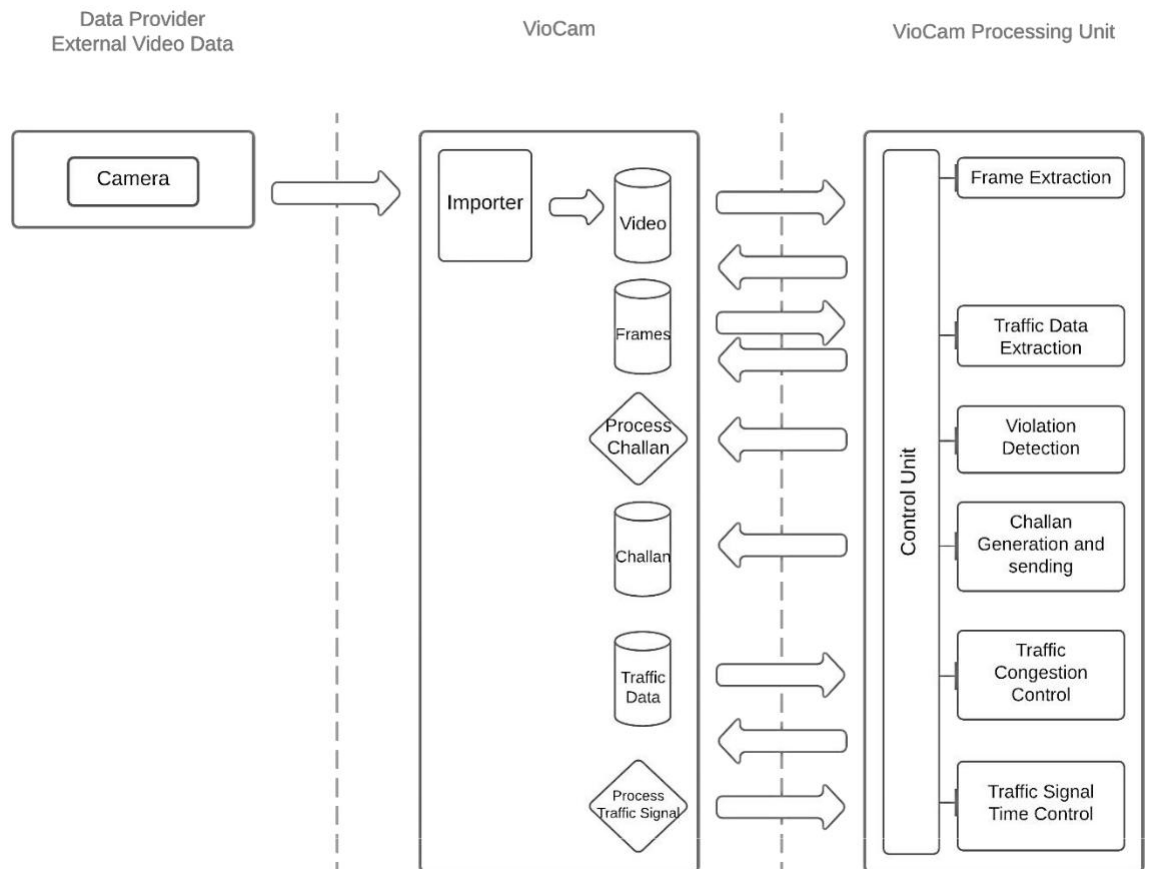 Data Provider
External Video Data
VioCam
VioCam Processing Unit
Camera
Importer
Video
Frames
Process
Challan
Challan
Traffic
Data
Process
Traffic Signal
Control Unit
Frame Extraction
Traffic Data
Extraction
Violation
Detection
Challan
Generation and
sending
Traffic
Congestion
Control
Traffic Signal
Time Control